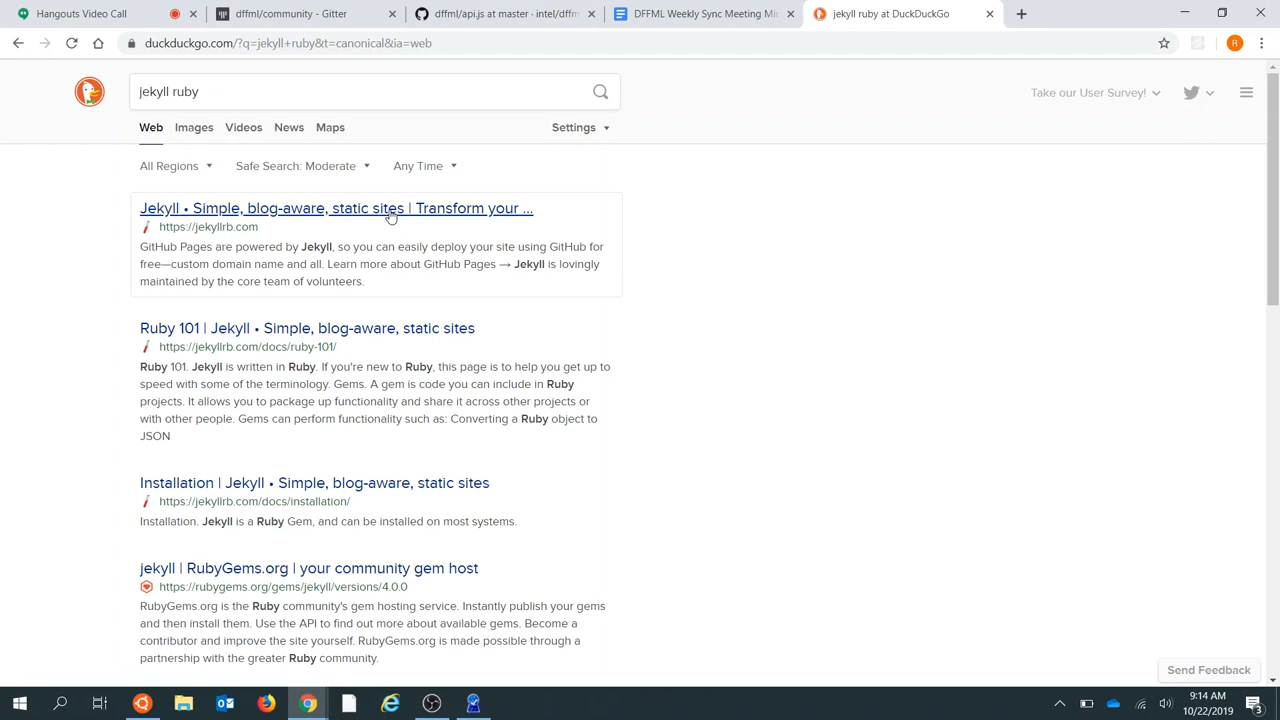 Hangouts Video Call
dffml/community - Gitter
dffml/api.js at master · intel/dffm
DFFML Weekly Sync Meeting Mi
jekyll ruby at DuckDuckGo
duckduckgo.com/?q=jekyll+ruby&t=canonical&ia=web
R
jekyll ruby
Take our User Survey!
Web
Images
Videos
News
Maps
Settings
All Regions
Safe Search: Moderate
Any Time
Jekyll • Simple, blog-aware, static sites | Transform your ...
https://jekyllrb.com
GitHub Pages are powered by Jekyll, so you can easily deploy your site using GitHub for
free—custom domain name and all. Learn more about GitHub Pages → Jekyll is lovingly
maintained by the core team of volunteers.
Ruby 101 | Jekyll • Simple, blog-aware, static sites
https://jekyllrb.com/docs/ruby-101/
Ruby 101. Jekyll is written in Ruby. If you're new to Ruby, this page is to help you get up to
speed with some of the terminology. Gems. A gem is code you can include in Ruby
projects. It allows you to package up functionality and share it across other projects or
with other people. Gems can perform functionality such as: Converting a Ruby object to
JSON
Installation | Jekyll • Simple, blog-aware, static sites
https://jekyllrb.com/docs/installation/
Installation. Jekyll is a Ruby Gem, and can be installed on most systems.
jekyll | RubyGems.org | your community gem host
https://rubygems.org/gems/jekyll/versions/4.0.0
RubyGems.org is the Ruby community's gem hosting service. Instantly publish your gems
and then install them. Use the API to find out more about available gems. Become a
contributor and improve the site yourself. RubyGems.org is made possible through a
partnership with the greater Ruby community.
Send Feedback
9:14 AM
10/22/2019
3